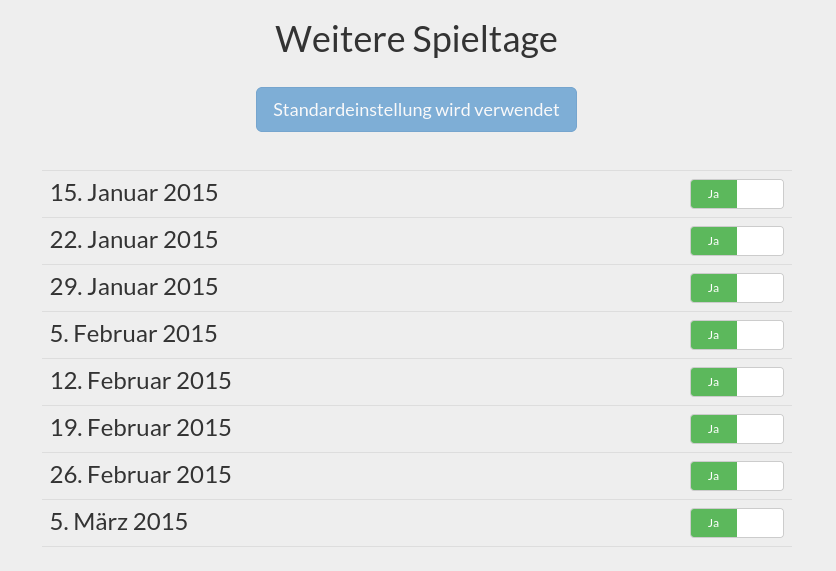 Weitere Spieltage
Standardeinstellung wird verwendet
15. Januar 2015 Ja
22. Januar 2015 Ja
29. Januar 2015 Ja
5. Februar 2015 Ja
12. Februar 2015 Ja
19. Februar 2015 Ja
26. Februar 2015 Ja
5. März 2015 Ja